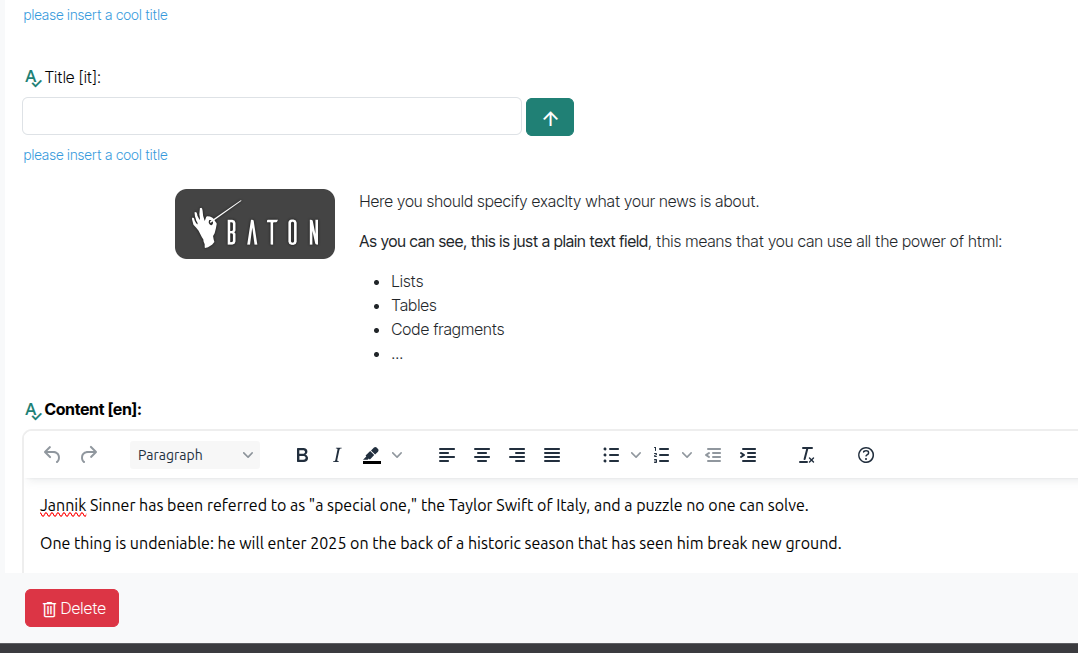 please insert a cool title
Title [it]:
please insert a cool title
BATON
Here you should specify exaclty what your news is about.
As you can see, this is just a plain text field, this means that you can use all the power of html:
Lists
Tables
Code fragments
...
Content [en]:
Paragraph
Jannik Sinner has been referred to as "a special one," the Taylor Swift of Italy, and a puzzle no one can solve.
One thing is undeniable: he will enter 2025 on the back of a historic season that has seen him break new ground.
Delete